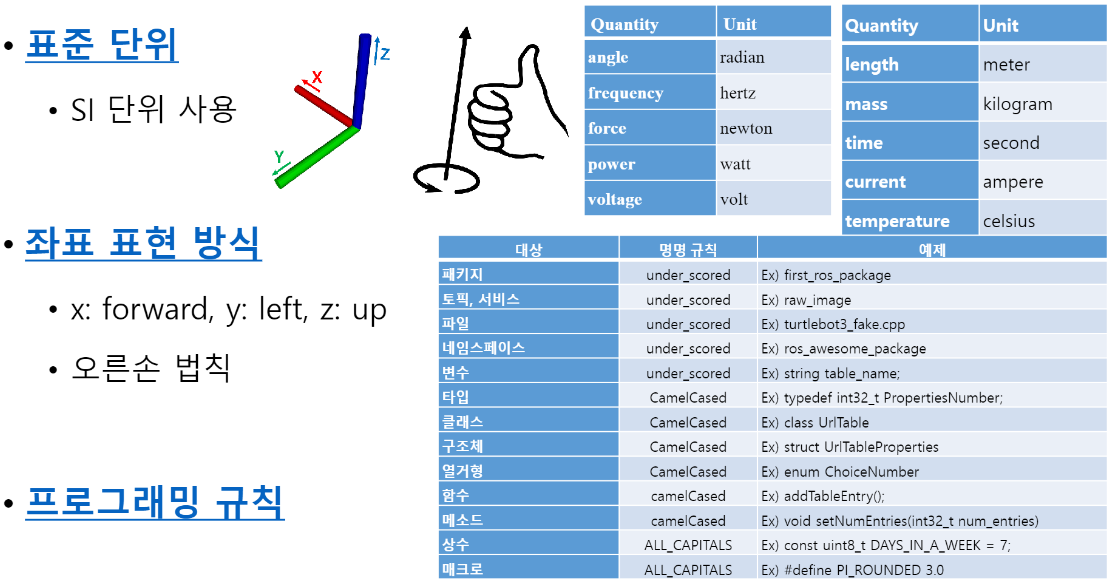 • 표준 단위
• SI 단위 사용
X
Y
Z
Quantity Unit
angle radian
frequency hertz
force newton
power watt
voltage volt
Quantity Unit
length meter
mass kilogram
time second
current ampere
temperature celsius
• 좌표 표현 방식
• x: forward, y: left, z: up
• 오른손 법칙
• 프로그래밍 규칙
대상 명명 규칙 예제
패키지 under_scored Ex) first_ros_package
토픽, 서비스 under_scored Ex) raw_image
파일 under_scored Ex) turtlebot3_fake.cpp
네임스페이스 under_scored Ex) ros_awesome_package
변수 under_scored Ex) string table_name;
타입 CamelCased Ex) typedef int32_t PropertiesNumber;
클래스 CamelCased Ex) class UrlTable
구조체 CamelCased Ex) struct UrlTableProperties
열거형 CamelCased Ex) enum ChoiceNumber
함수 camelCased Ex) addTableEntry();
메소드 camelCased Ex) void setNumEntries(int32_t num_entries)
상수 ALL_CAPITALS Ex) const uint8_t DAYS_IN_A_WEEK = 7;
매크로 ALL_CAPITALS Ex) #define PI_ROUNDED 3.0